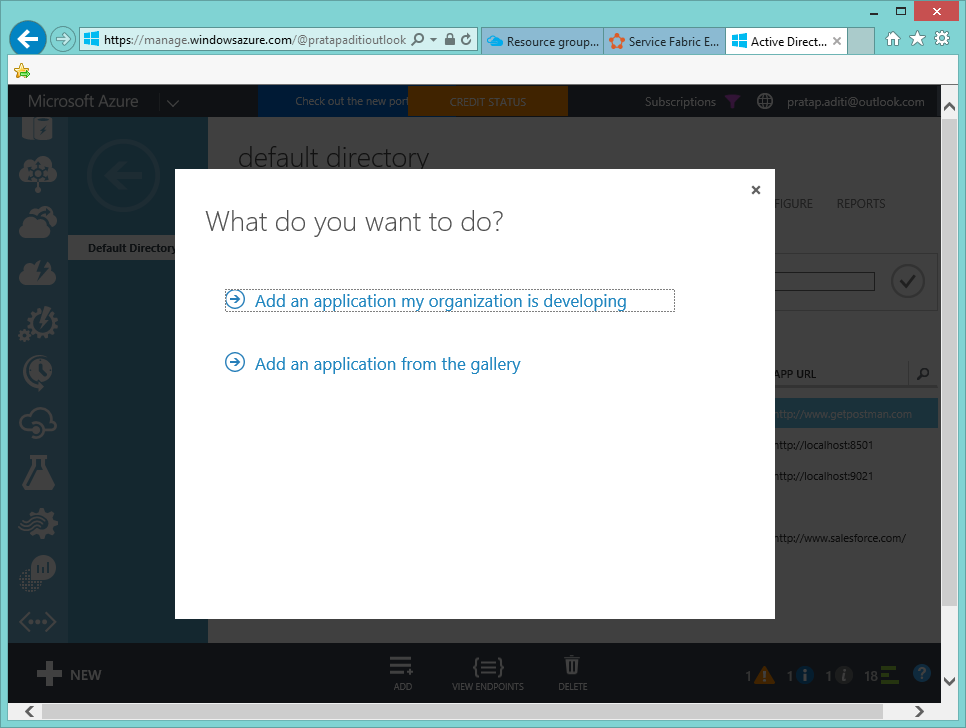 https://manage.windowsazure.com/@pratapaditioutlook
Resource group...
Service Fabric E...
Active Direct...
Microsoft Azure
Check out the new port
CREDIT STATUS
Subscriptions
pratap.aditi@outlook.com
default directory
FIGURE
REPORTS
Default Directory
What do you want to do?
Add an application my organization is developing
Add an application from the gallery
APP URL
http://www.getpostman.com
http://localhost:8501
http://localhost:9021
http://www.salesforce.com/
NEW
ADD
VIEW ENDPOINTS
DELETE
1
1
1
18